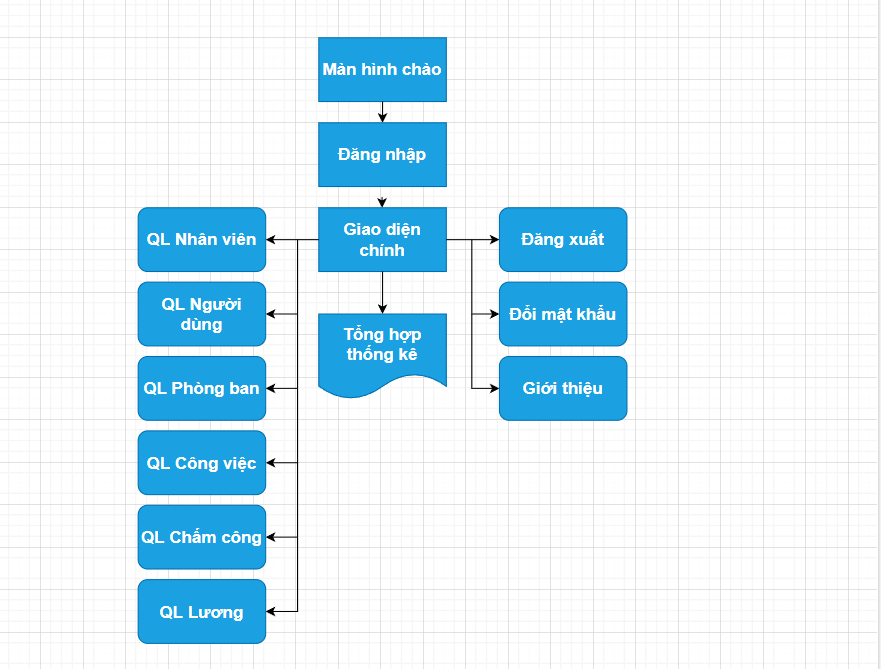 Màn hình chào
Đăng nhập
Giao diện
chính
Tổng hợp
thống kê
QL Nhân viên
QL Người
dùng
QL Phòng ban
QL Công việc
QL Chấm công
QL Lương
Đăng xuất
Đổi mật khẩu
Giới thiệu